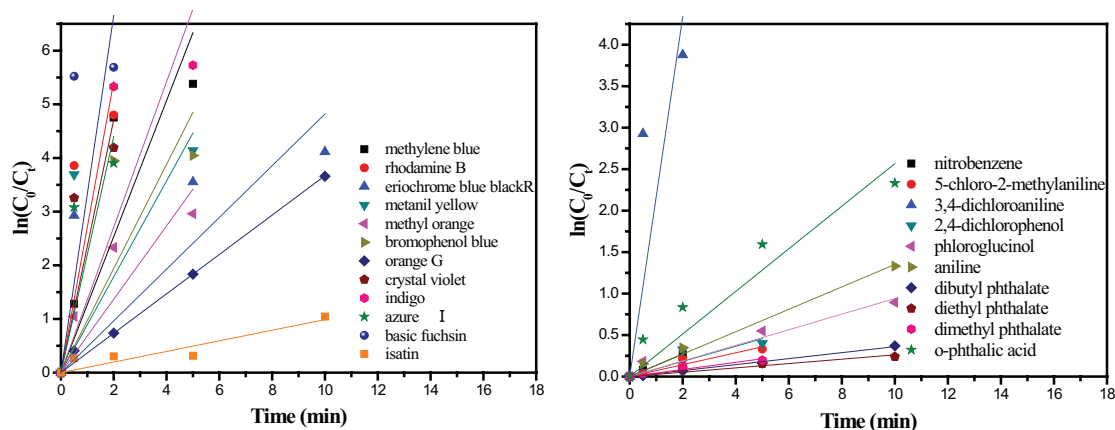 6
5
4
3
2
1
0
ln(C0/Ct)
0 2 4 6 8 10 12 14 16 18
Time (min)
methylene blue
rhodamine B
eriochrome blue blackR
metanil yellow
methyl orange
bromophenol blue
orange G
crystal violet
indigo
azure I
basic fuchsin
isatin
4.0
3.5
3.0
2.5
2.0
1.5
1.0
0.5
0.0
ln(C0/Ct)
0 2 4 6 8 10 12 14 16 18
Time (min)
nitrobenzene
5-chloro-2-methylaniline
3,4-dichloroaniline
2,4-dichlorophenol
phloroglucinol
aniline
dibutyl phthalate
diethyl phthalate
dimethyl phthalate
o-phthalic acid